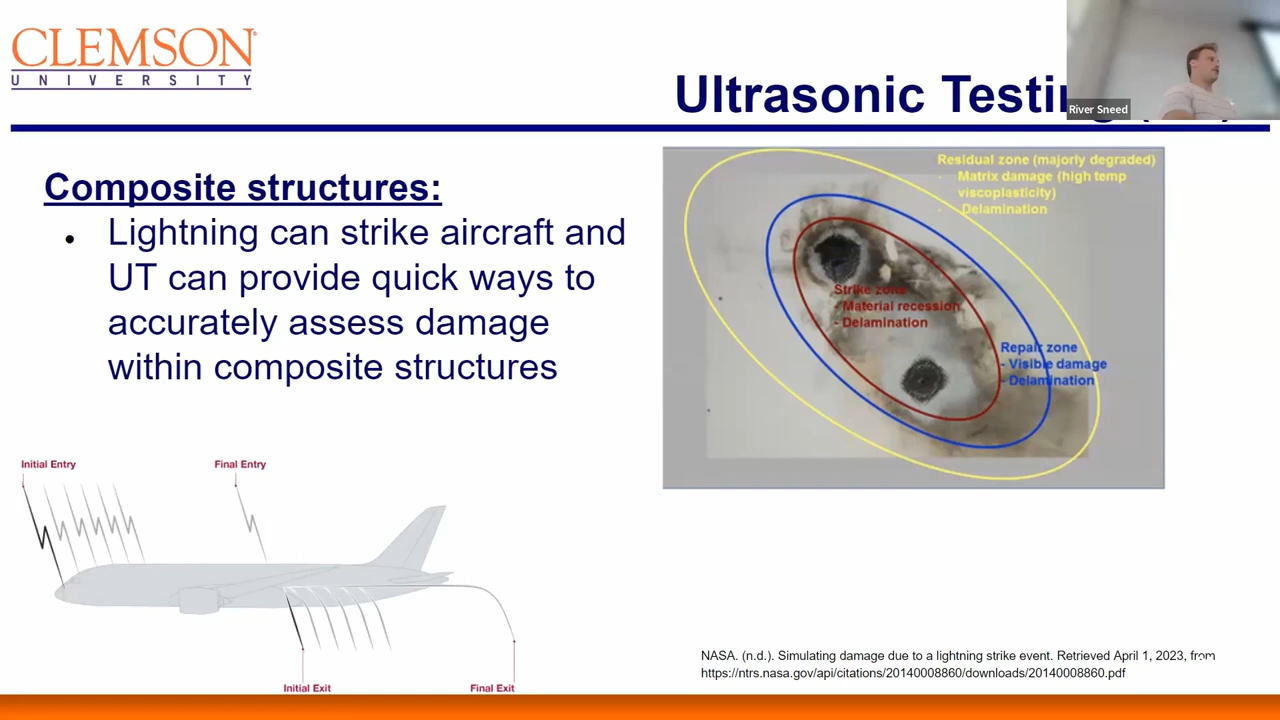 CLEMSON
UNIVERSITY
Ultrasonic Testing
River Sneed
Composite structures:
• Lightning can strike aircraft and
UT can provide quick ways to
accurately assess damage
within composite structures
Residual zone (majorly degraded)
- Matrix damage (high temp
viscoplasticity)
- Delamination
Strike zone
- Material recession
- Delamination
Repair zone
- Visible damage
- Delamination
Initial Entry
Final Entry
Initial Exit
Final Exit
NASA. (n.d.). Simulating damage due to a lightning strike event. Retrieved April 1, 2023, from
https://ntrs.nasa.gov/api/citations/20140008860/downloads/20140008860.pdf